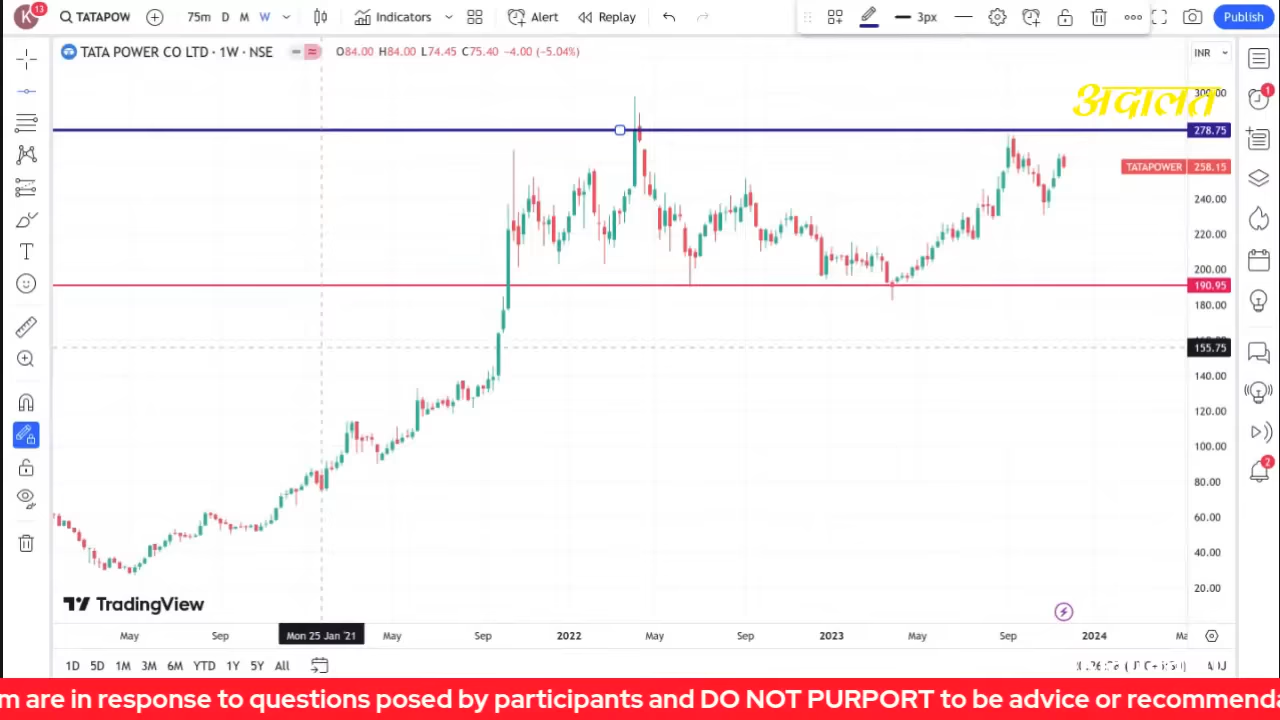 K 13 TATAPOW 75m D M W Indicators Alert Replay 3px Publish
TATA POWER CO LTD · 1W · NSE O84.00 H84.00 L74.45 C75.40 -4.00 (-5.04%) INR
अदालत
278.75
TATAPOWER 258.15
240.00
220.00
200.00
190.95
180.00
155.75
140.00
120.00
100.00
80.00
60.00
40.00
20.00
1
2
TradingView
May Sep Mon 25 Jan '21 May Sep 2022 May Sep 2023 May Sep 2024
1D 5D 1M 3M 6M YTD 1Y 5Y All
are in response to questions posed by participants and DO NOT PURPORT to be advice or